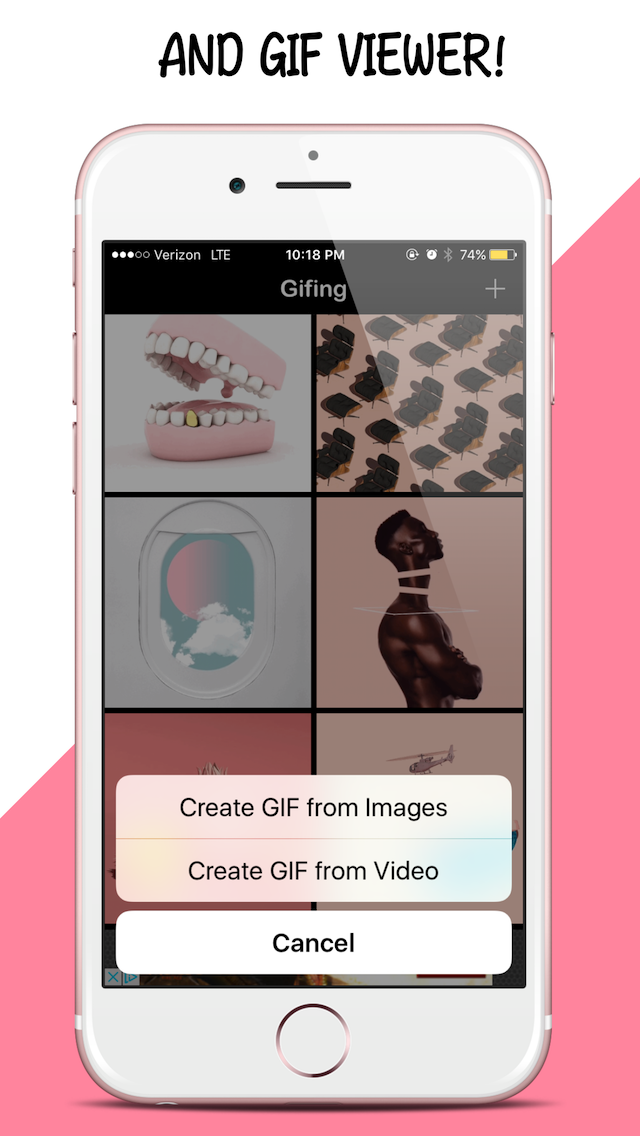 AND GIF VIEWER!
Verizon LTE 10:18 PM 74%
Gifing
Create GIF from Images
Create GIF from Video
Cancel